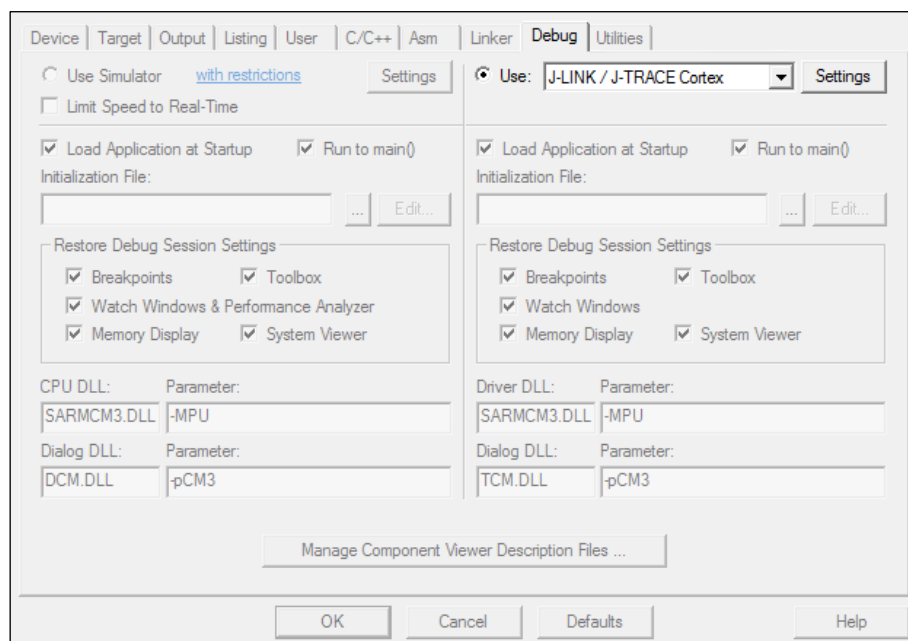 Device Target Output Listing User C/C++ Asm Linker Debug Utilities
Use Simulator with restrictions Settings
Limit Speed to Real-Time
Use: J-LINK / J-TRACE Cortex Settings
Load Application at Startup Run to main()
Initialization File:
... Edit...
Restore Debug Session Settings
Breakpoints Toolbox
Watch Windows & Performance Analyzer
Memory Display System Viewer
CPU DLL: Parameter:
SARMCM3.DLL -MPU
Dialog DLL: Parameter:
DCM.DLL -pCM3
Load Application at Startup Run to main()
Initialization File:
... Edit...
Restore Debug Session Settings
Breakpoints Toolbox
Watch Windows
Memory Display System Viewer
Driver DLL: Parameter:
SARMCM3.DLL -MPU
Dialog DLL: Parameter:
TCM.DLL -pCM3
Manage Component Viewer Description Files ...
OK Cancel Defaults Help